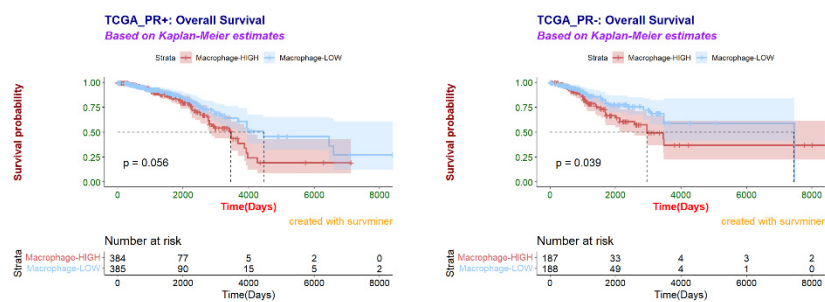 TCGA_PR+: Overall Survival
Based on Kaplan-Meier estimates
Strata Macrophage-HIGH Macrophage-LOW
Survival probability
1.00
0.75
0.50
0.25
0.00
p = 0.056
0 2000 4000 6000 8000
Time(Days)
created with survminer
Number at risk
Strata
Macrophage-HIGH 384 77 5 2 0
Macrophage-LOW 385 90 15 5 2
0 2000 4000 6000 8000
Time(Days)
TCGA_PR-: Overall Survival
Based on Kaplan-Meier estimates
Strata Macrophage-HIGH Macrophage-LOW
Survival probability
1.00
0.75
0.50
0.25
0.00
p = 0.039
0 2000 4000 6000 8000
Time(Days)
created with survminer
Number at risk
Strata
Macrophage-HIGH 187 33 4 3 2
Macrophage-LOW 188 49 4 1 0
0 2000 4000 6000 8000
Time(Days)